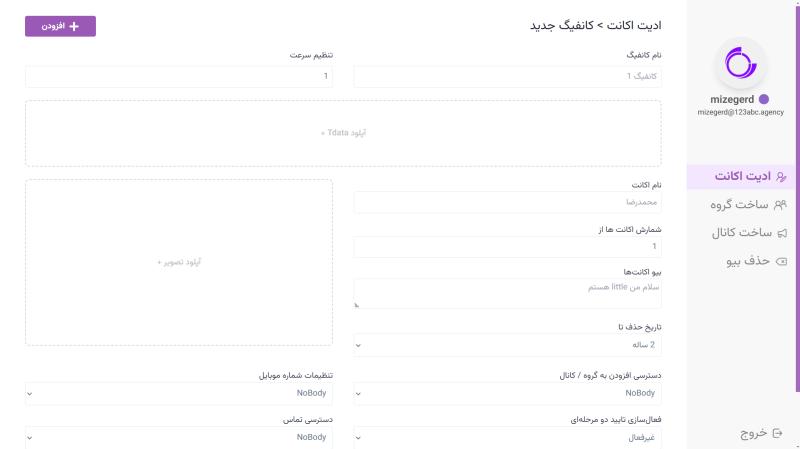 ادیت اکانت > کانفیگ جدید
افزودن
نام کانفیگ
تنظیم سرعت
کانفیگ 1
1
آپلود Tdata +
نام اکانت
محمدرضا
شمارش اکانت ها از
1
بیو اکانت‌ها
سلام من little هستم
تاریخ حذف تا
2 ساله
آپلود تصویر +
دسترسی افزودن به گروه / کانال
تنظیمات شماره موبایل
NoBody
NoBody
فعال‌سازی تایید دو مرحله‌ای
دسترسی تماس
غیرفعال
NoBody
mizegerd
mizegerd@123abc.agency
ادیت اکانت
ساخت گروه
ساخت کانال
حذف بیو
خروج